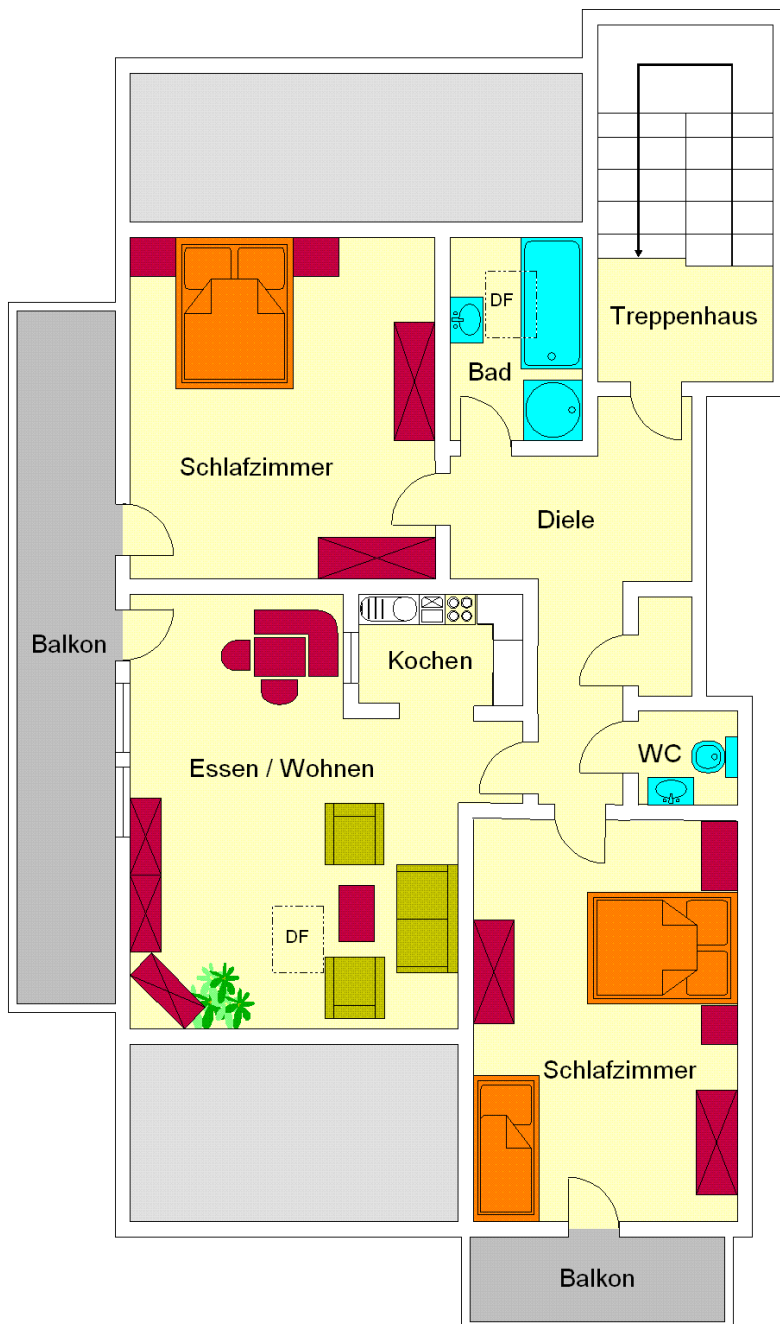 DF
Treppenhaus
Bad
Schlafzimmer
Diele
Balkon
Kochen
Essen / Wohnen
WC
DF
Schlafzimmer
Balkon